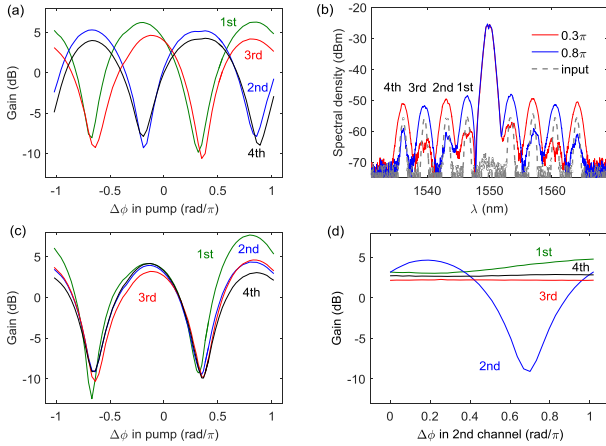 (a)
1st
3rd
2nd
4th
5
0
-5
-10
Gain (dB)
-1
-0.5
0
0.5
1
Δϕ in pump (rad/π)
(b)
0.3π
0.8π
input
4th 3rd 2nd 1st
-20
-30
-40
-50
-60
-70
Spectral density (dBm)
1540
1550
1560
λ (nm)
(c)
1st
2nd
3rd
4th
5
0
-5
-10
Gain (dB)
-1
-0.5
0
0.5
1
Δϕ in pump (rad/π)
(d)
1st
4th
3rd
2nd
5
0
-5
-10
Gain (dB)
0
0.2
0.4
0.6
0.8
1
Δϕ in 2nd channel (rad/π)